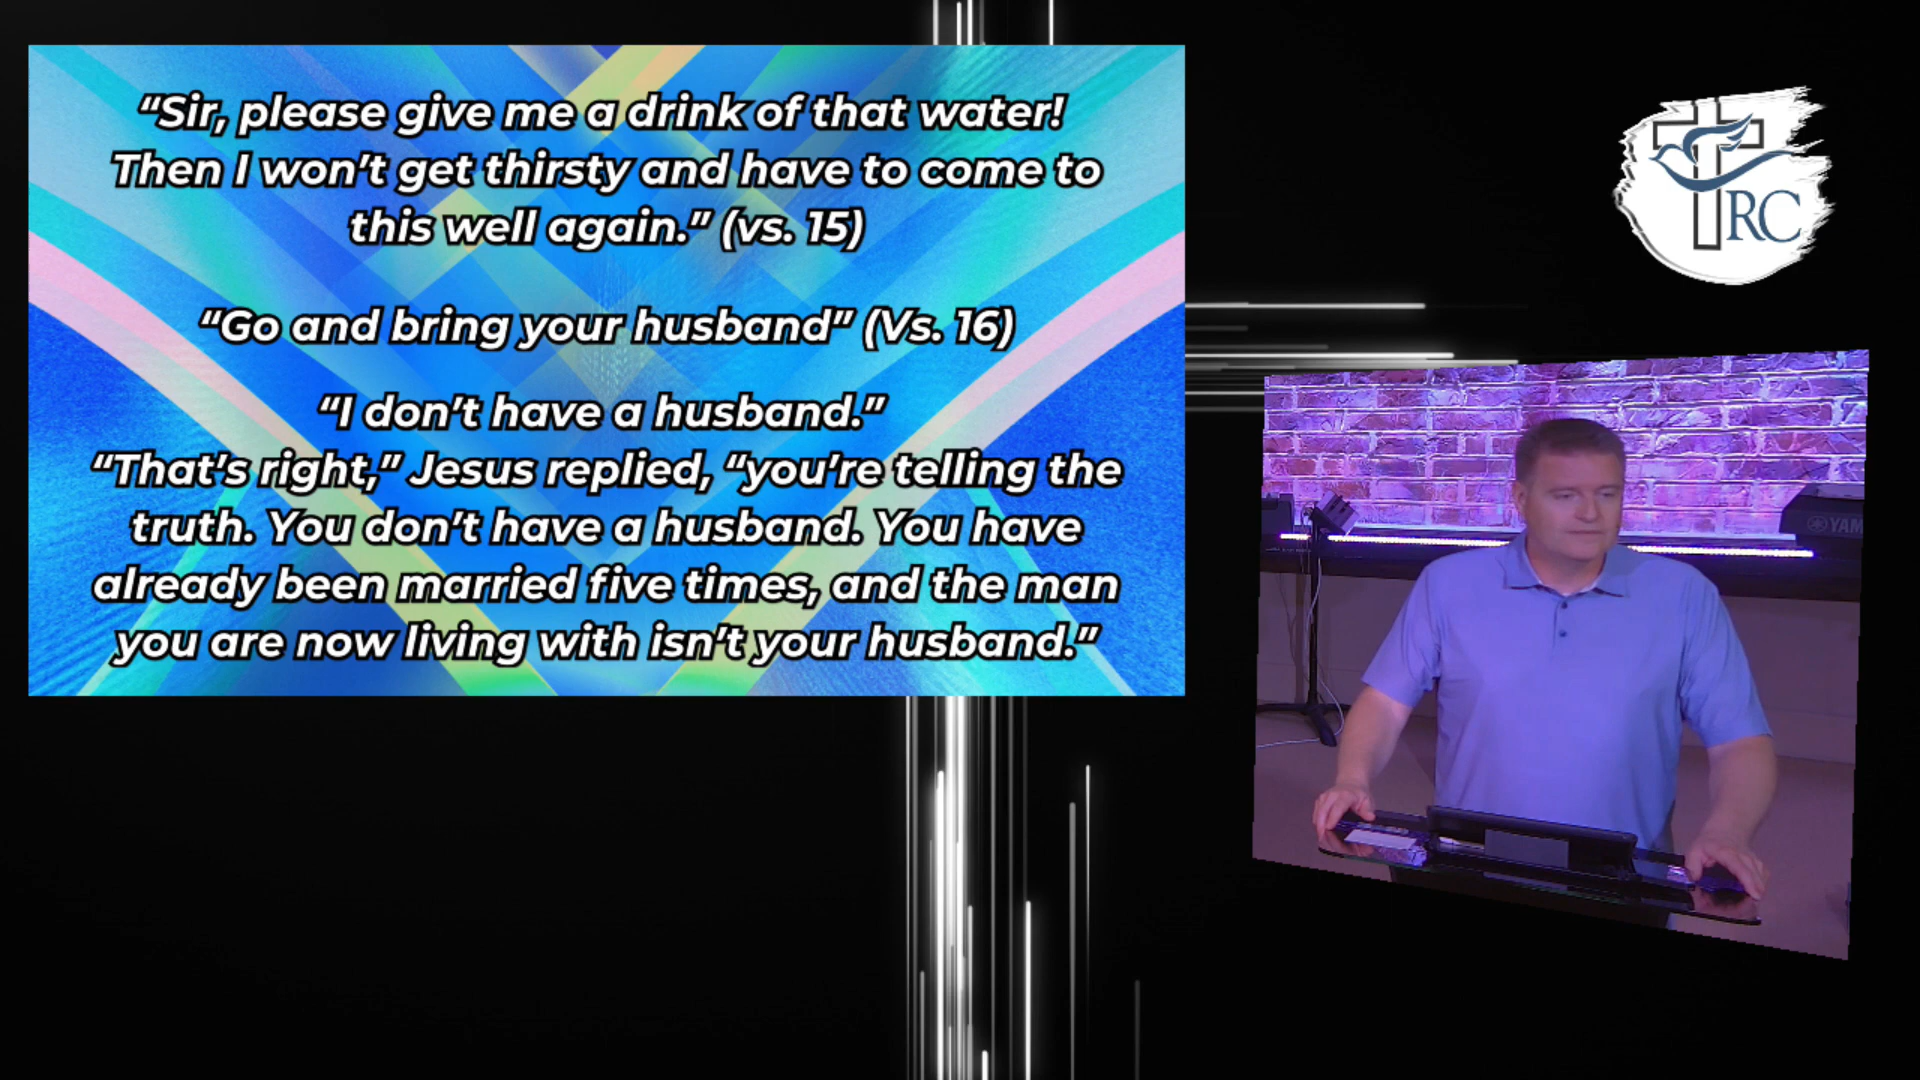 “Sir, please give me a drink of that water!
Then I won’t get thirsty and have to come to
this well again.” (vs. 15)
“Go and bring your husband” (Vs. 16)
“I don’t have a husband.”
“That’s right,” Jesus replied, “you’re telling the
truth. You don’t have a husband. You have
already been married five times, and the man
you are now living with isn’t your husband.”
RC
YAM